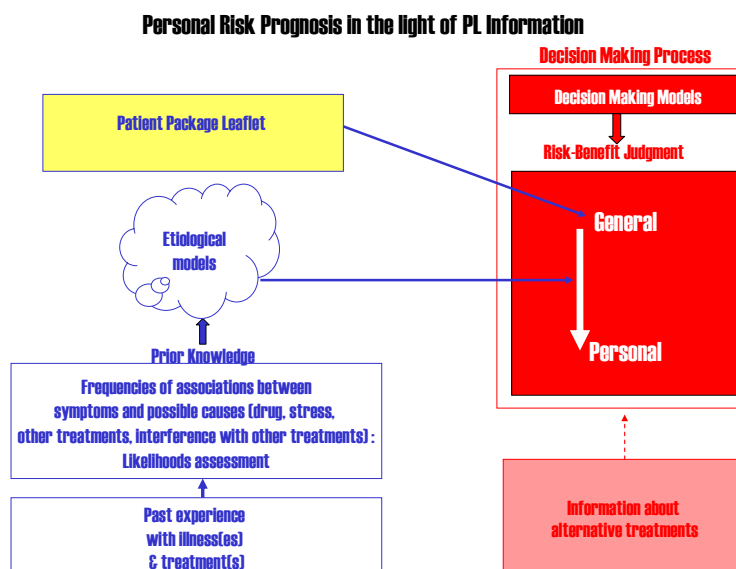 Personal Risk Prognosis in the light of PL Information
Decision Making Process
Decision Making Models
Patient Package Leaflet
Risk-Benefit Judgment
General
Etiological
models
Personal
Prior Knowledge
Frequencies of associations between
symptoms and possible causes (drug, stress,
other treatments, interference with other treatments) :
Likelihoods assessment
Information about
alternative treatments
Past experience
with illness(es)
& treatment(s)